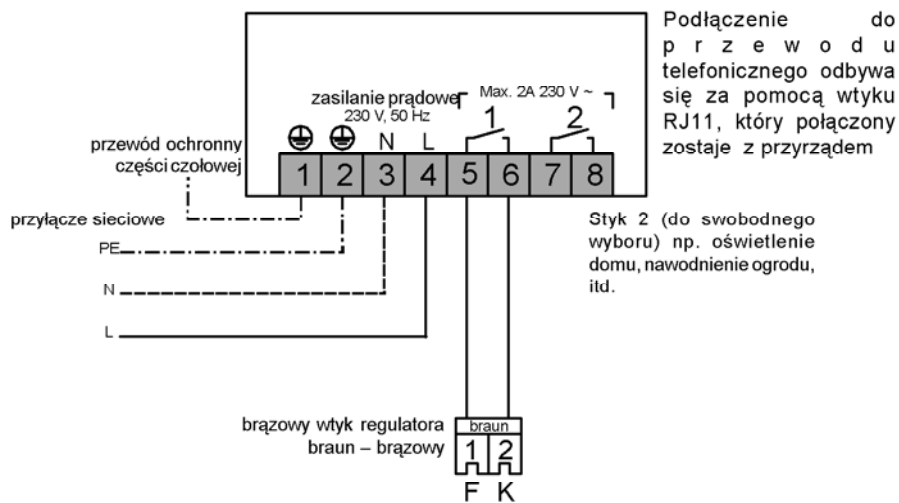 Podłączenie do
przewodu
telefonicznego odbywa
się za pomocą wtyku
RJ11, który połączony
zostaje z przyrządem
zasilanie prądowe
230 V, 50 Hz
Max. 2A 230 V ~
1 2
N L
przewód ochronny
części czołowej
1 2 3 4 5 6 7 8
przyłącze sieciowe
PE
N
L
Styk 2 (do swobodnego
wyboru) np. oświetlenie
domu, nawodnienie ogrodu,
itd.
brązowy wtyk regulatora
braun – brązowy
braun
1 2
F K